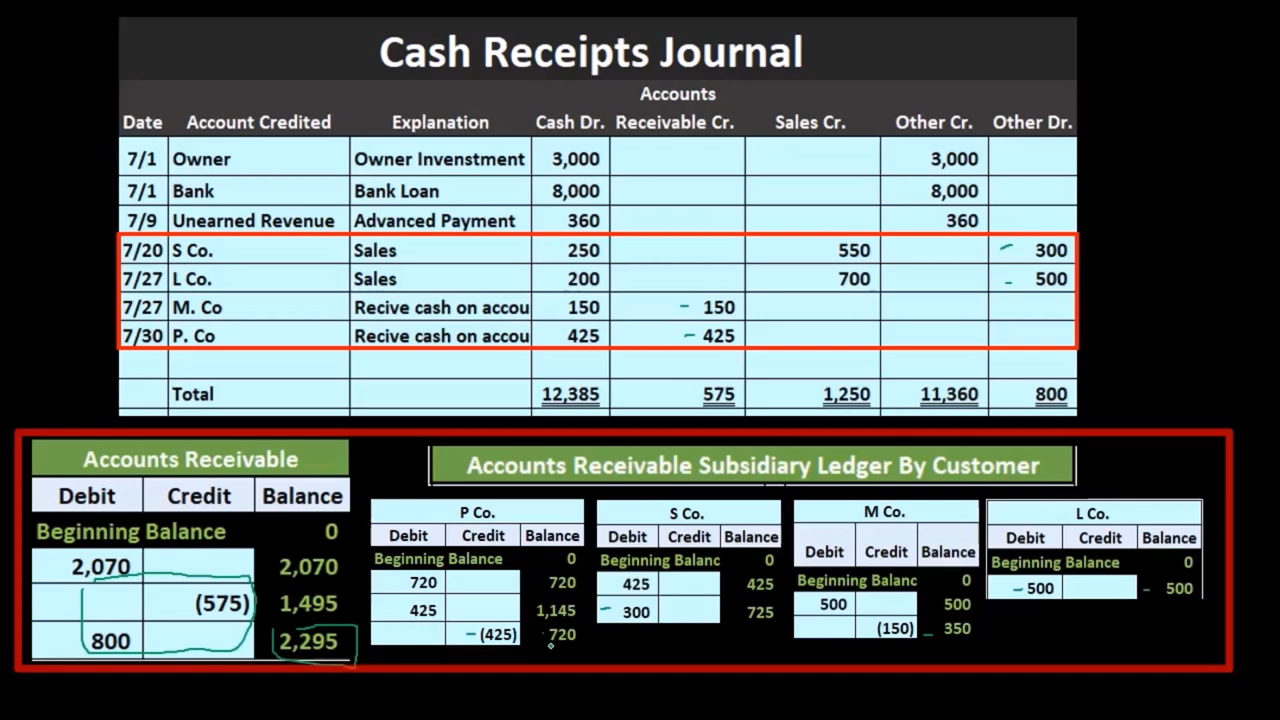 Cash Receipts Journal
Accounts
Date Account Credited Explanation Cash Dr. Receivable Cr. Sales Cr. Other Cr. Other Dr.
7/1 Owner Owner Invenstment 3,000 3,000
7/1 Bank Bank Loan 8,000 8,000
7/9 Unearned Revenue Advanced Payment 360 360
7/20 S Co. Sales 250 550 300
7/27 L Co. Sales 200 700 500
7/27 M. Co Recive cash on accou 150 150
7/30 P. Co Recive cash on accou 425 425
Total 12,385 575 1,250 11,360 800
Accounts Receivable
Debit Credit Balance
Beginning Balance 0
2,070 2,070
(575) 1,495
800 2,295
Accounts Receivable Subsidiary Ledger By Customer
P Co.
Debit Credit Balance
Beginning Balance 0
720 720
425 1,145
(425) 720
S Co.
Debit Credit Balance
Beginning Balanc 0
425 425
300 725
M Co.
Debit Credit Balance
Beginning Balanc 0
500 500
(150) 350
L Co.
Debit Credit Balance
Beginning Balance 0
500 500